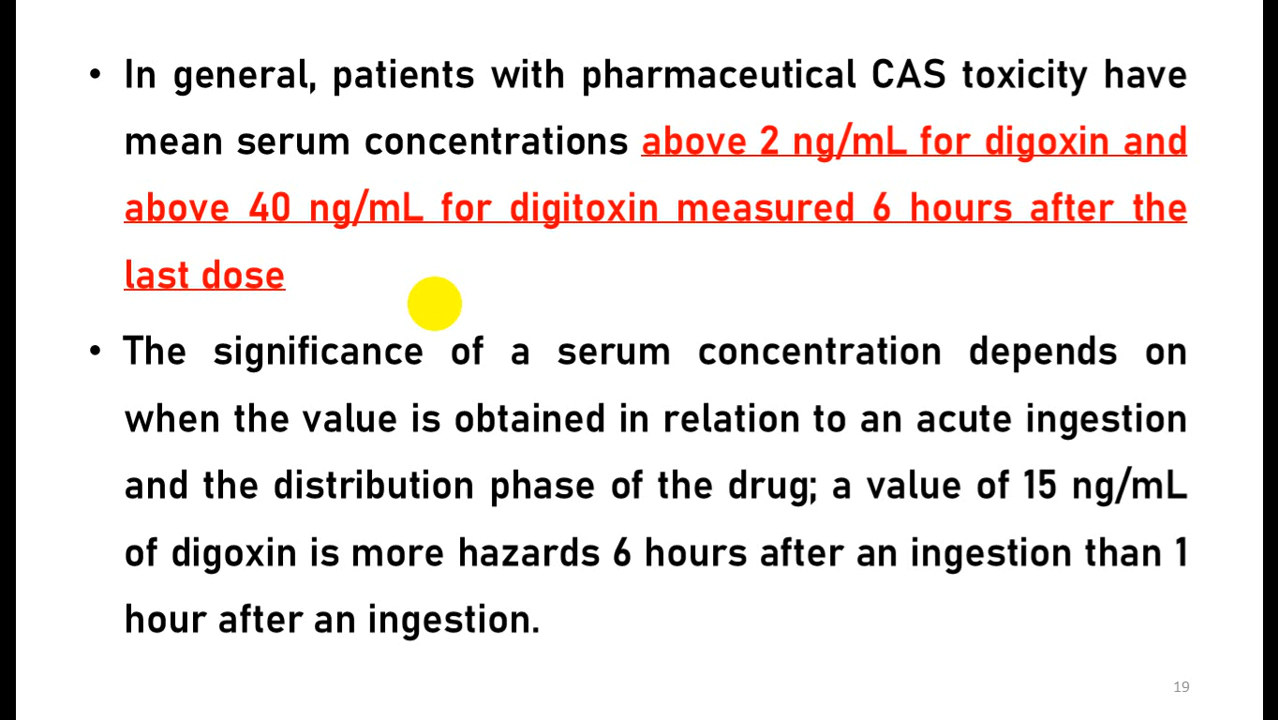 • In general, patients with pharmaceutical CAS toxicity have
mean serum concentrations above 2 ng/mL for digoxin and
above 40 ng/mL for digitoxin measured 6 hours after the
last dose
• The significance of a serum concentration depends on
when the value is obtained in relation to an acute ingestion
and the distribution phase of the drug; a value of 15 ng/mL
of digoxin is more hazards 6 hours after an ingestion than 1
hour after an ingestion.
19